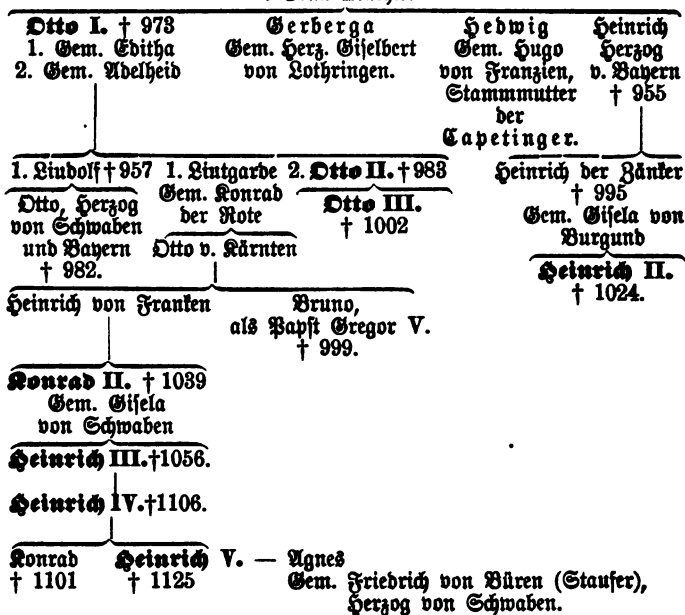 Otto I. † 973
1. Gem. Editha
2. Gem. Adelheid
Gerberga
Gem. Herz. Giselbert
von Lothringen.
Hedwig
Gem. Hugo
von Franzien,
Stammmutter
der
Capetinger.
Heinrich
Herzog
v. Bayern
† 955
1. Liudolf † 957
1. Liutgarde
Gem. Konrad
der Rote
2. Otto II. † 983
Heinrich der Zänker
† 995
Gem. Gisela von
Burgund
Otto, Herzog
von Schwaben
und Bayern
† 982.
Otto v. Kärnten
Otto III.
† 1002
Heinrich II.
† 1024.
Heinrich von Franken
Bruno,
als Papst Gregor V.
† 999.
Konrad II. † 1039
Gem. Gisela
von Schwaben
Heinrich III. † 1056.
Heinrich IV. † 1106.
Konrad
† 1101
Heinrich V. — Agnes
† 1125
Gem. Friedrich von Büren (Staufer),
Herzog von Schwaben.